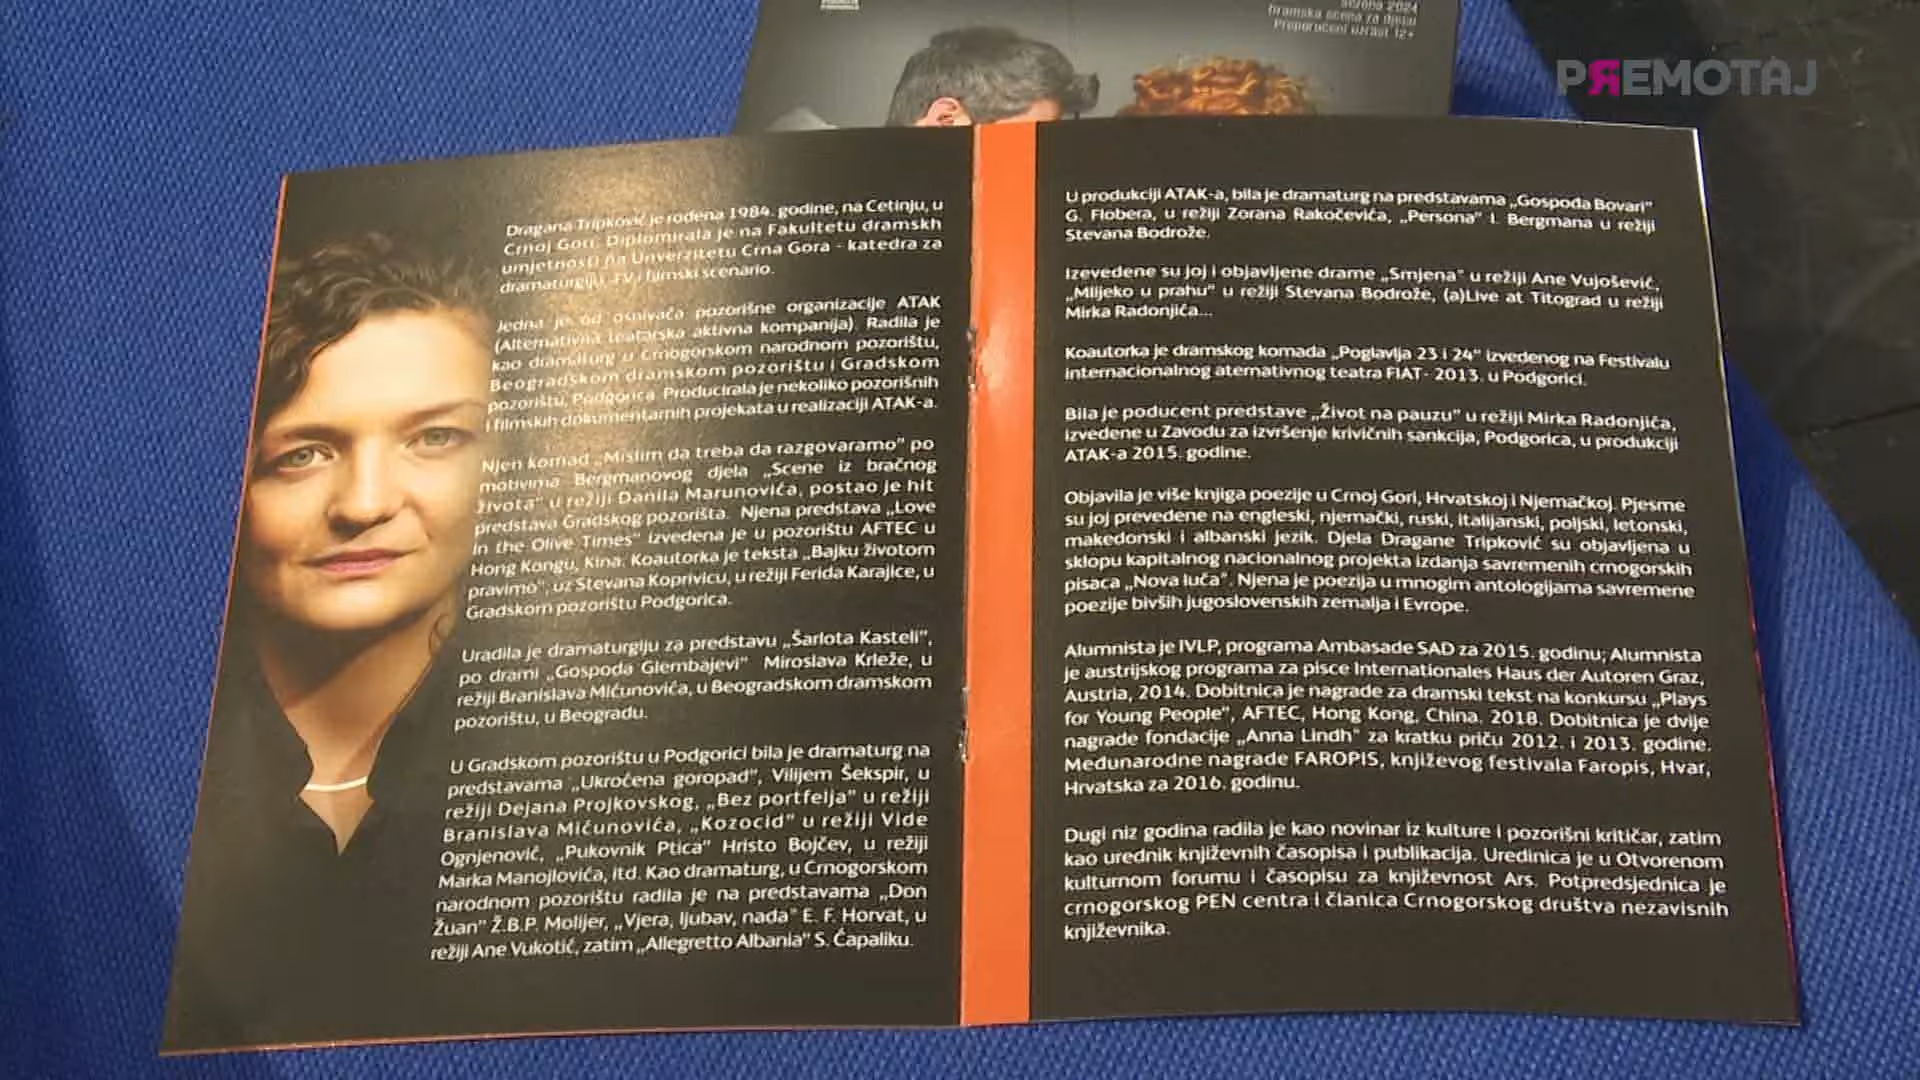 sezona 2024
Dramska scena za djecu
Preporučeni uzrast 12+
PREMOTAJ
Dragana Tripković je rođena 1984. godine, na Cetinju, u
Crnoj Gori. Diplomirala je na Fakultetu dramskh
umjetnosti na Unverzitetu Crna Gora - katedra za
dramaturgiju, TV i filmski scenario.
Jedna je od osnivača pozorišne organizacije ATAK
(Alternativna teatarska aktivna kompanija). Radila je
kao dramaturg u Crnogorskom narodnom pozorištu,
Beogradskom dramskom pozorištu i Gradskom
pozorištu, Podgorica. Producirala je nekoliko pozorišnih
i filmskih dokumentarnih projekata u realizaciji ATAK-a.
Njen komad „Mislim da treba da razgovaramo" po
motivima Bergmanovog djela „Scene iz bračnog
života" u režiji Danila Marunovića, postao je hit
predstava Gradskog pozorišta. Njena predstava „Love
in the Olive Times" izvedena je u pozorištu AFTEC u
Hong Kongu, Kina. Koautorka je teksta „Bajku životom
pravimo", uz Stevana Koprivicu, u režiji Ferida Karajice, u
Gradskom pozorištu Podgorica.
Uradila je dramaturgiju za predstavu „Šarlota Kasteli",
po drami „Gospoda Glembajevi" Miroslava Krleže, u
režiji Branislava Mićunovića, u Beogradskom dramskom
pozorištu, u Beogradu.
U Gradskom pozorištu u Podgorici bila je dramaturg na
predstavama „Ukroćena goropad", Vilijem Šekspir, u
režiji Dejana Projkovskog, „Bez portfelja" u režiji
Branislava Mićunovića, „Kozocid" u režiji Vide
Ognjenović, „Pukovnik Ptica" Hristo Bojčev, u režiji
Marka Manojlovića, itd. Kao dramaturg, u Crnogorskom
narodnom pozorištu radila je na predstavama „Don
Žuan" Ž.B.P. Molijer, „Vjera, ljubav, nada" E. F. Horvat, u
režiji Ane Vukotić, zatim „Allegretto Albania" S. Ćapaliku.
U produkciji ATAK-a, bila je dramaturg na predstavama „Gospođa Bovari"
G. Flobera, u režiji Zorana Rakočevića, „Persona" I. Bergmana u režiji
Stevana Bodrože.
Izevedene su joj i objavljene drame „Smjena" u režiji Ane Vujošević,
„Mlijeko u prahu" u režiji Stevana Bodrože, (a)Live at Titograd u režiji
Mirka Radonjića...
Koautorka je dramskog komada „Poglavlja 23 i 24" izvedenog na Festivalu
internacionalnog aternativnog teatra FIAT - 2013. u Podgorici.
Bila je poducent predstave „Život na pauzu" u režiji Mirka Radonjića,
izvedene u Zavodu za izvršenje krivičnih sankcija, Podgorica, u produkciji
ATAK-a 2015. godine.
Objavila je više knjiga poezije u Crnoj Gori, Hrvatskoj i Njemačkoj. Pjesme
su joj prevedene na engleski, njemački, ruski, italijanski, poljski, letonski,
makedonski i albanski jezik. Djela Dragane Tripković su objavljena u
sklopu kapitalnog nacionalnog projekta izdanja savremenih crnogorskih
pisaca „Nova luča". Njena je poezija u mnogim antologijama savremene
poezije bivših jugoslovenskih zemalja i Evrope.
Alumnista je IVLP, programa Ambasade SAD za 2015. godinu; Alumnista
je austrijskog programa za pisce Internationales Haus der Autoren Graz,
Austria, 2014. Dobitnica je nagrade za dramski tekst na konkursu „Plays
for Young People", AFTEC, Hong Kong, China, 2018. Dobitnica je dvije
nagrade fondacije „Anna Lindh" za kratku priču 2012. i 2013. godine.
Međunarodne nagrade FAROPIS, književog festivala Faropis, Hvar,
Hrvatska za 2016. godinu.
Dugi niz godina radila je kao novinar iz kulture i pozorišni kritičar, zatim
kao urednik književnih časopisa i publikacija. Uredinica je u Otvorenom
kulturnom forumu i časopisu za književnost Ars. Potpredsjednica je
crnogorskog PEN centra i članica Crnogorskog društva nezavisnih
književnika.